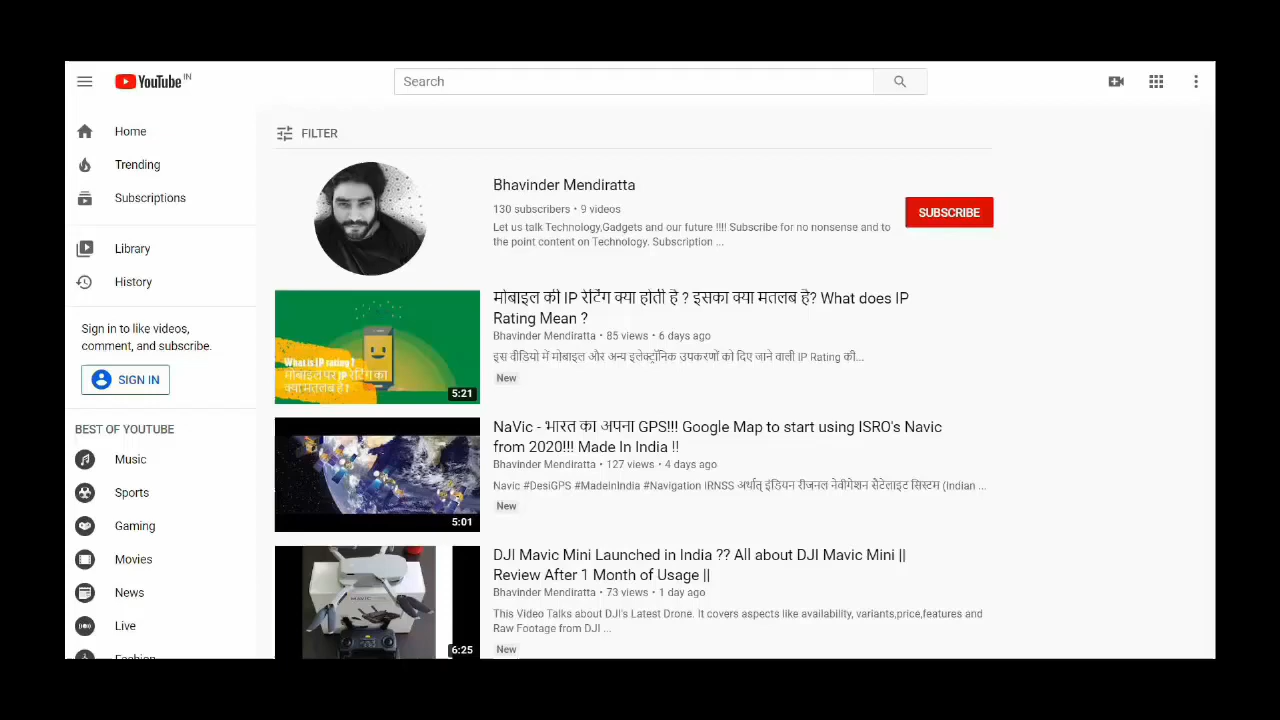 YouTube IN
Search
Home
Trending
Subscriptions
Library
History
Sign in to like videos,
comment, and subscribe.
SIGN IN
BEST OF YOUTUBE
Music
Sports
Gaming
Movies
News
Live
Fashion
FILTER
Bhavinder Mendiratta
130 subscribers • 9 videos
Let us talk Technology,Gadgets and our future !!!! Subscribe for no nonsense and to
the point content on Technology. Subscription ...
SUBSCRIBE
What is IP rating ?
मोबाइल पर IP रेटिंग का
क्या मतलब है !
5:21
मोबाइल की IP रेटिंग क्या होती है ? इसका क्या मतलब है? What does IP
Rating Mean ?
Bhavinder Mendiratta • 85 views • 6 days ago
इस वीडियो में मोबाइल और अन्य इलेक्ट्रॉनिक उपकरणों को दिए जाने वाली IP Rating की...
New
5:01
NaVic - भारत का अपना GPS!!! Google Map to start using ISRO's Navic
from 2020!!! Made In India !!
Bhavinder Mendiratta • 127 views • 4 days ago
Navic #DesiGPS #MadeInIndia #Navigation IRNSS अर्थात् इंडियन रीजनल नेवीगेशन सैटेलाइट सिस्टम (Indian ...
New
6:25
DJI Mavic Mini Launched in India ?? All about DJI Mavic Mini ||
Review After 1 Month of Usage ||
Bhavinder Mendiratta • 73 views • 1 day ago
This Video Talks about DJI's Latest Drone. It covers aspects like availability, variants,price,features and
Raw Footage from DJI ...
New